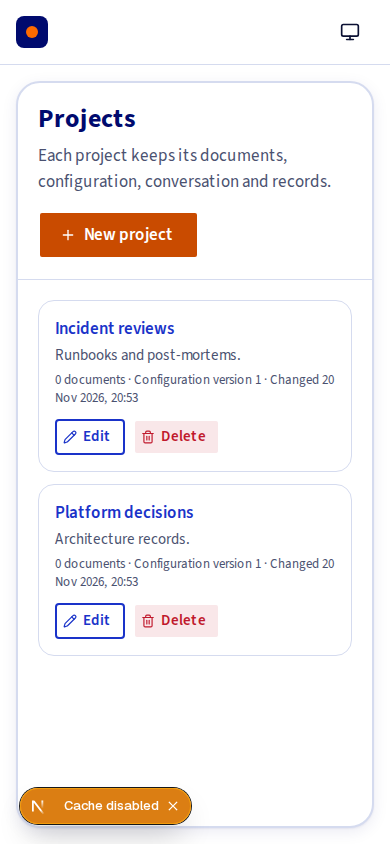 Projects
Each project keeps its documents,
configuration, conversation and records.
New project
Incident reviews
Runbooks and post-mortems.
0 documents · Configuration version 1 · Changed 20
Nov 2026, 20:53
Edit
Delete
Platform decisions
Architecture records.
0 documents · Configuration version 1 · Changed 20
Nov 2026, 20:53
Edit
Delete
Cache disabled